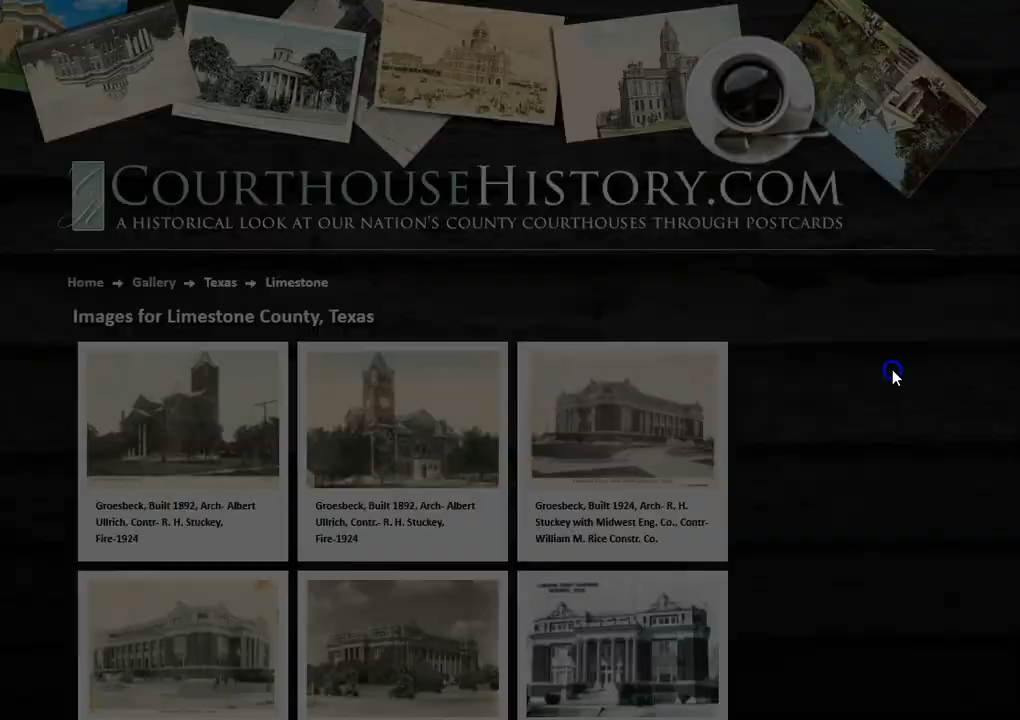 COURTHOUSEHISTORY.COM
A HISTORICAL LOOK AT OUR NATION'S COUNTY COURTHOUSES THROUGH POSTCARDS
Home → Gallery → Texas → Limestone
Images for Limestone County, Texas
Groesbeck, Built 1892, Arch- Albert
Ullrich, Contr- R. H. Stuckey,
Fire-1924
Groesbeck, Built 1892, Arch- Albert
Ullrich, Contr.- R. H. Stuckey,
Fire-1924
Groesbeck, Built 1924, Arch- R. H.
Stuckey with Midwest Eng. Co., Contr-
William M. Rice Constr. Co.